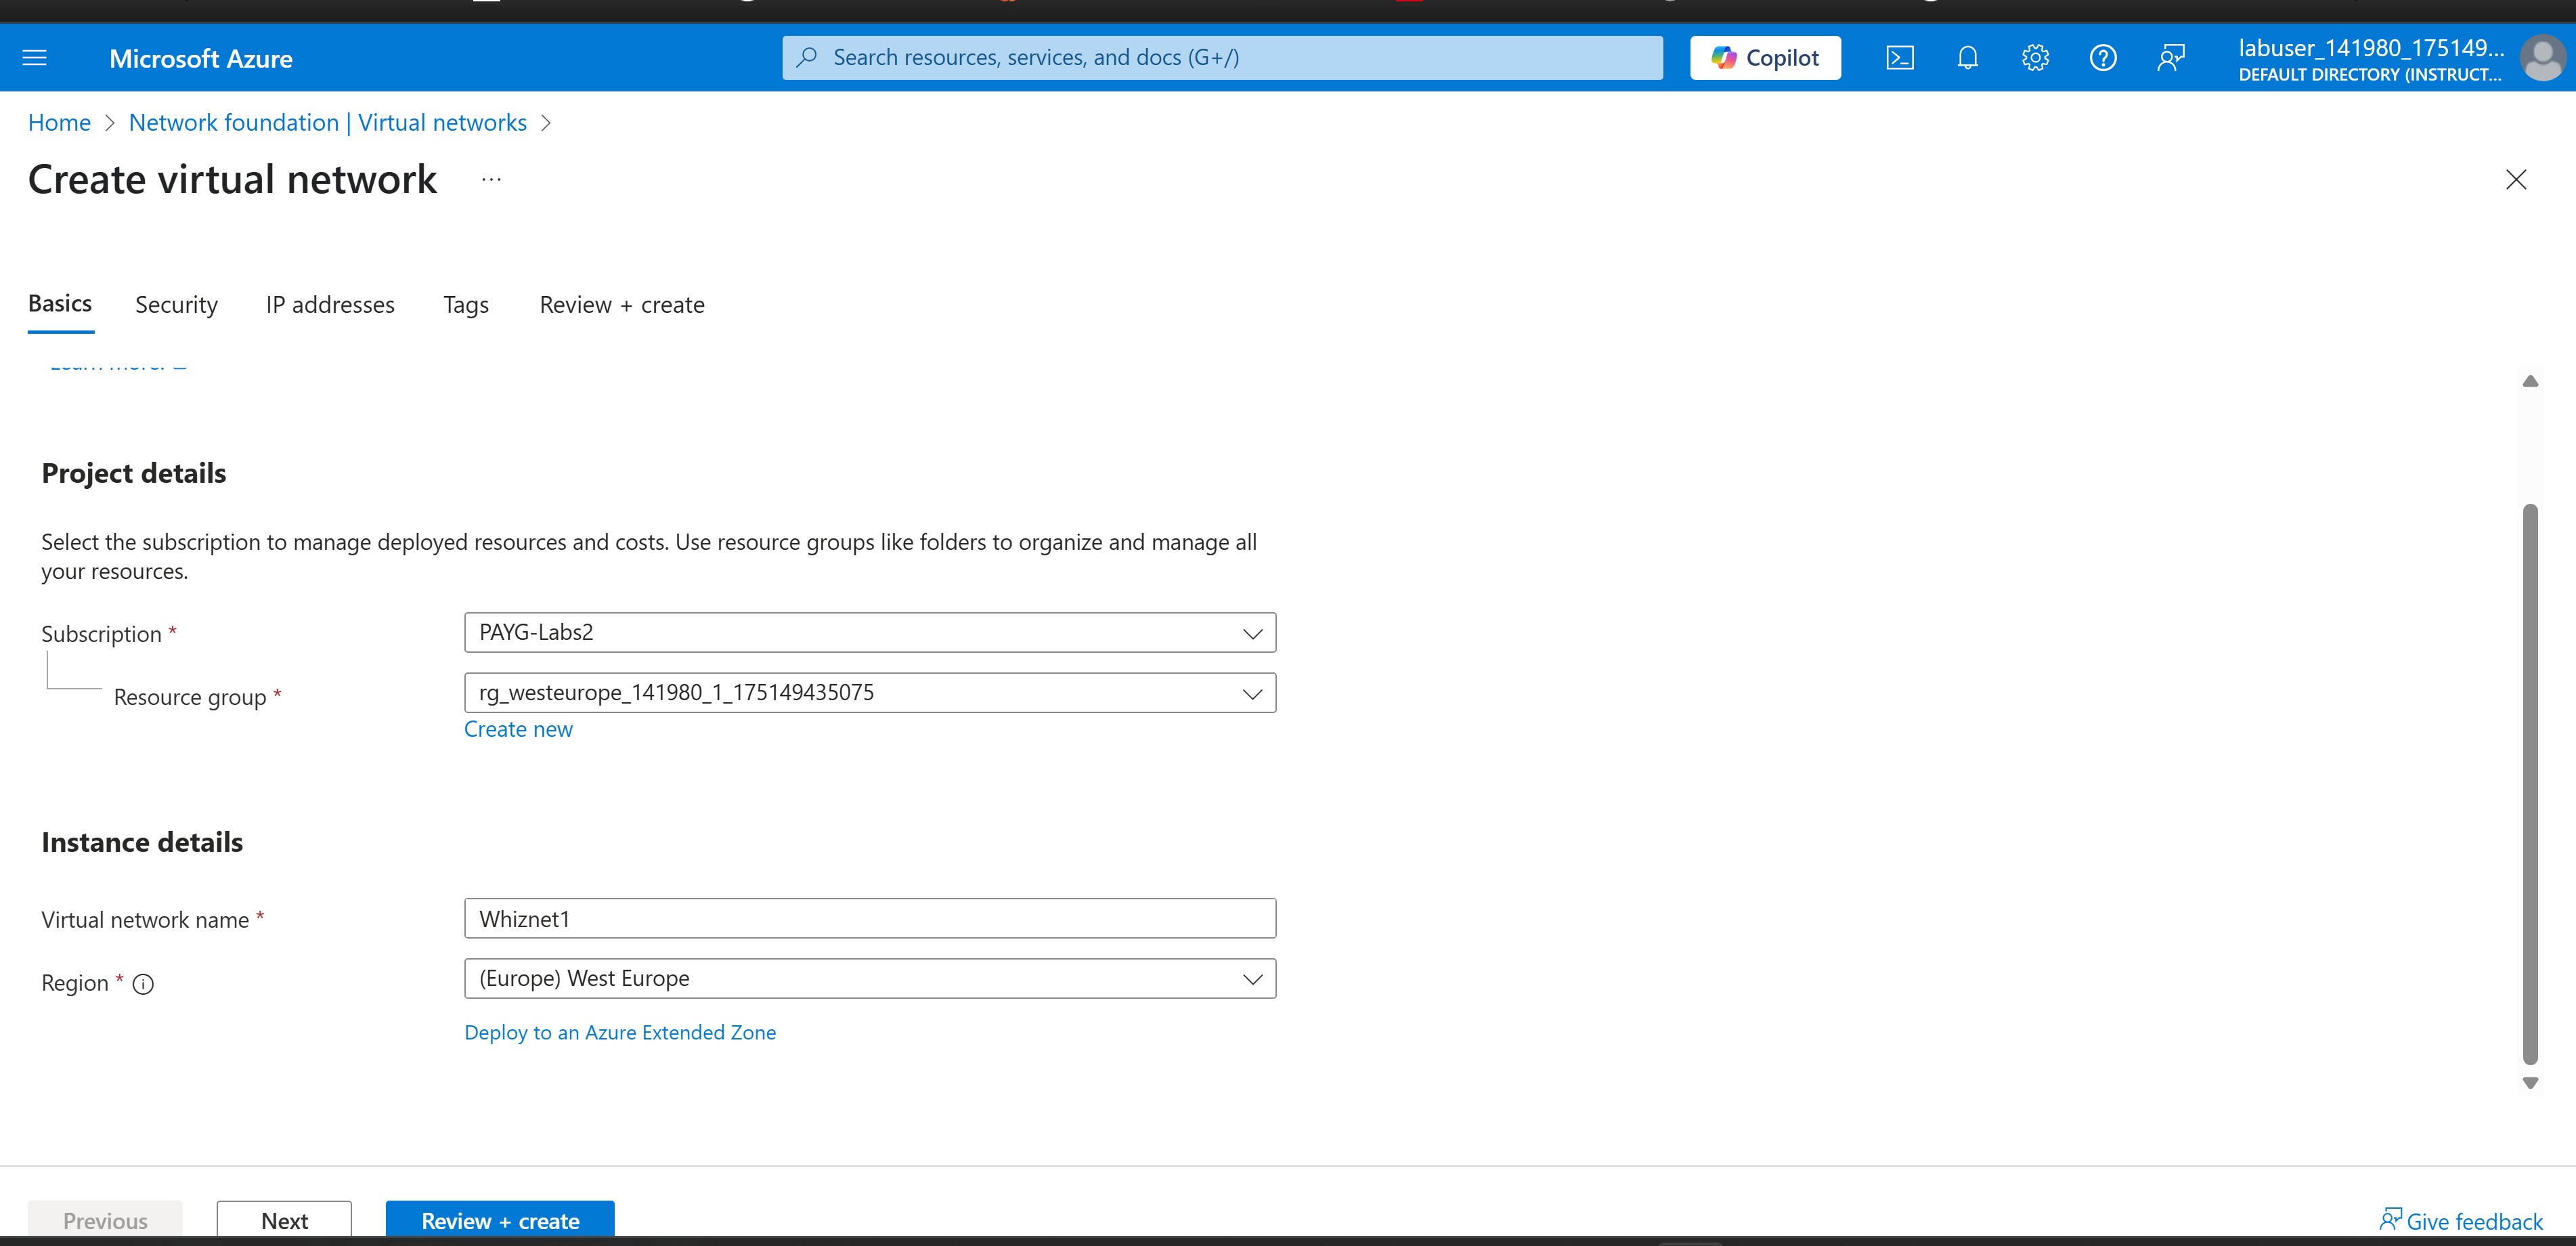 Microsoft Azure
Search resources, services, and docs (G+/)
Copilot
labuser_141980_175149...
DEFAULT DIRECTORY (INSTRUCT...
Home > Network foundation | Virtual networks >
Create virtual network ...
Basics Security IP addresses Tags Review + create
Project details
Select the subscription to manage deployed resources and costs. Use resource groups like folders to organize and manage all
your resources.
Subscription * PAYG-Labs2
Resource group * rg_westeurope_141980_1_175149435075
Create new
Instance details
Virtual network name * Whiznet1
Region * (Europe) West Europe
Deploy to an Azure Extended Zone
Previous Next Review + create Give feedback